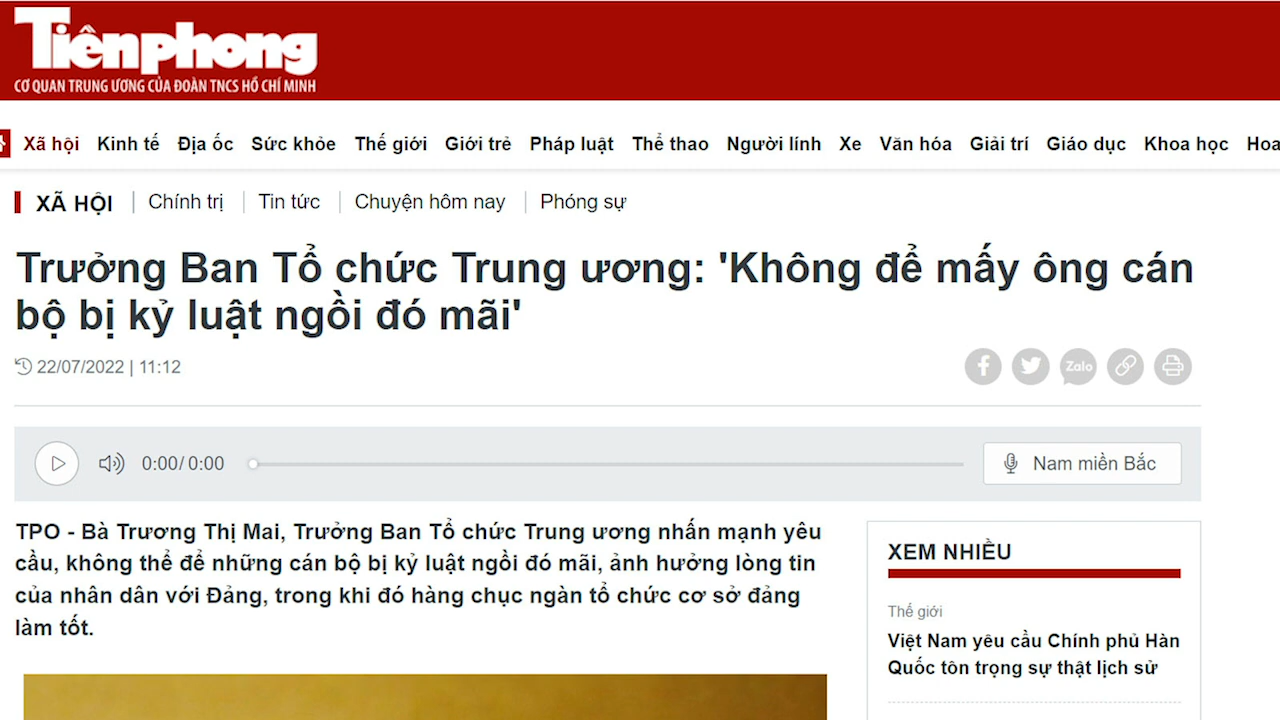 Tiền phong
CƠ QUAN TRUNG ƯƠNG CỦA ĐOÀN TNCS HỒ CHÍ MINH
Xã hội Kinh tế Địa ốc Sức khỏe Thế giới Giới trẻ Pháp luật Thể thao Người lính Xe Văn hóa Giải trí Giáo dục Khoa học Hoa
XÃ HỘI Chính trị Tin tức Chuyện hôm nay Phóng sự
Trưởng Ban Tổ chức Trung ương: 'Không để mấy ông cán
bộ bị kỷ luật ngồi đó mãi'
22/07/2022 | 11:12
Zalo
0:00/ 0:00
Nam miền Bắc
TPO - Bà Trương Thị Mai, Trưởng Ban Tổ chức Trung ương nhấn mạnh yêu
cầu, không thể để những cán bộ bị kỷ luật ngồi đó mãi, ảnh hưởng lòng tin
của nhân dân với Đảng, trong khi đó hàng chục ngàn tổ chức cơ sở đảng
làm tốt.
XEM NHIỀU
Thế giới
Việt Nam yêu cầu Chính phủ Hàn
Quốc tôn trọng sự thật lịch sử